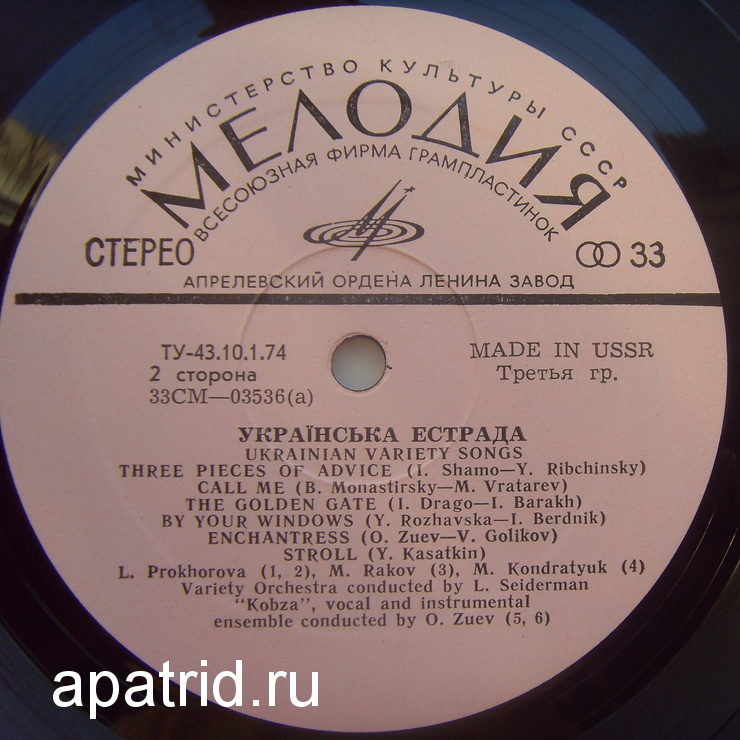 МИНИСТЕРСТВО КУЛЬТУРЫ СССР
МЕЛОДИЯ
ВСЕСОЮЗНАЯ ФИРМА ГРАМПЛАСТИНОК
СТЕРЕО
33
АПРЕЛЕВСКИЙ ОРДЕНА ЛЕНИНА ЗАВОД
ТУ-43.10.1.74
2 сторона
33СМ—03536(а)
MADE IN USSR
Третья гр.
УКРАЇНСЬКА ЕСТРАДА
UKRAINIAN VARIETY SONGS
THREE PIECES OF ADVICE (I. Shamo—Y. Ribchinsky)
CALL ME (B. Monastirsky—M. Vratarev)
THE GOLDEN GATE (I. Drago—I. Barakh)
BY YOUR WINDOWS (Y. Rozhavska—I. Berdnik)
ENCHANTRESS (O. Zuev—V. Golikov)
STROLL (Y. Kasatkin)
L. Prokhorova (1, 2), M. Rakov (3), M. Kondratyuk (4)
Variety Orchestra conducted by L. Seiderman
"Kobza", vocal and instrumental
ensemble conducted by O. Zuev (5, 6)
apatrid.ru